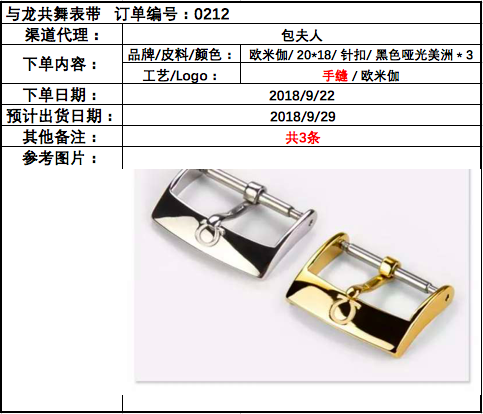 与龙共舞表带 订单编号：0212
渠道代理： 包夫人
下单内容： 品牌/皮料/颜色： 欧米伽/ 20*18/ 针扣/ 黑色哑光美洲 * 3
工艺/Logo： 手缝 / 欧米伽
下单日期： 2018/9/22
预计出货日期： 2018/9/29
其他备注： 共3条
参考图片：